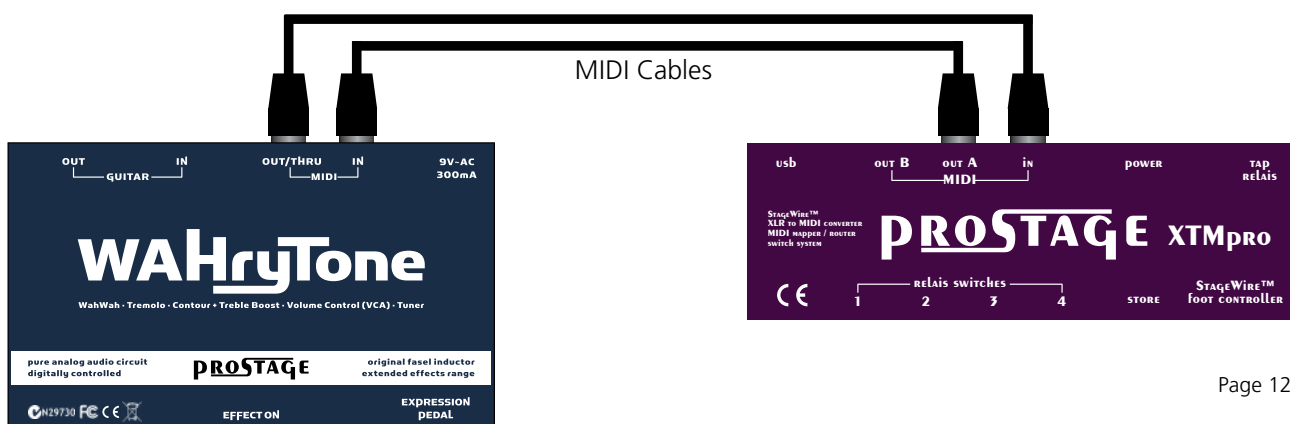 MIDI Cables
OUT IN OUT/THRU IN 9V~AC
GUITAR MIDI 300mA
WAHryTone
WahWah · Tremolo · Contour + Treble Boost · Volume Control (VCA) · Tuner
pure analog audio circuit
digitally controlled
PROSTAGE
original fasel inductor
extended effects range
N29730 FC CE
EFFECT ON
EXPRESSION
PEDAL
usb OUT B OUT A IN POWER TAP
MIDI RELAIS
StageWire™
XLR to MIDI converter
MIDI mapper / router
switch system
PROSTAGE XTMpro
CE
RELAIS SWITCHES
1 2 3 4
STORE
StageWire™
foot controller
Page 12